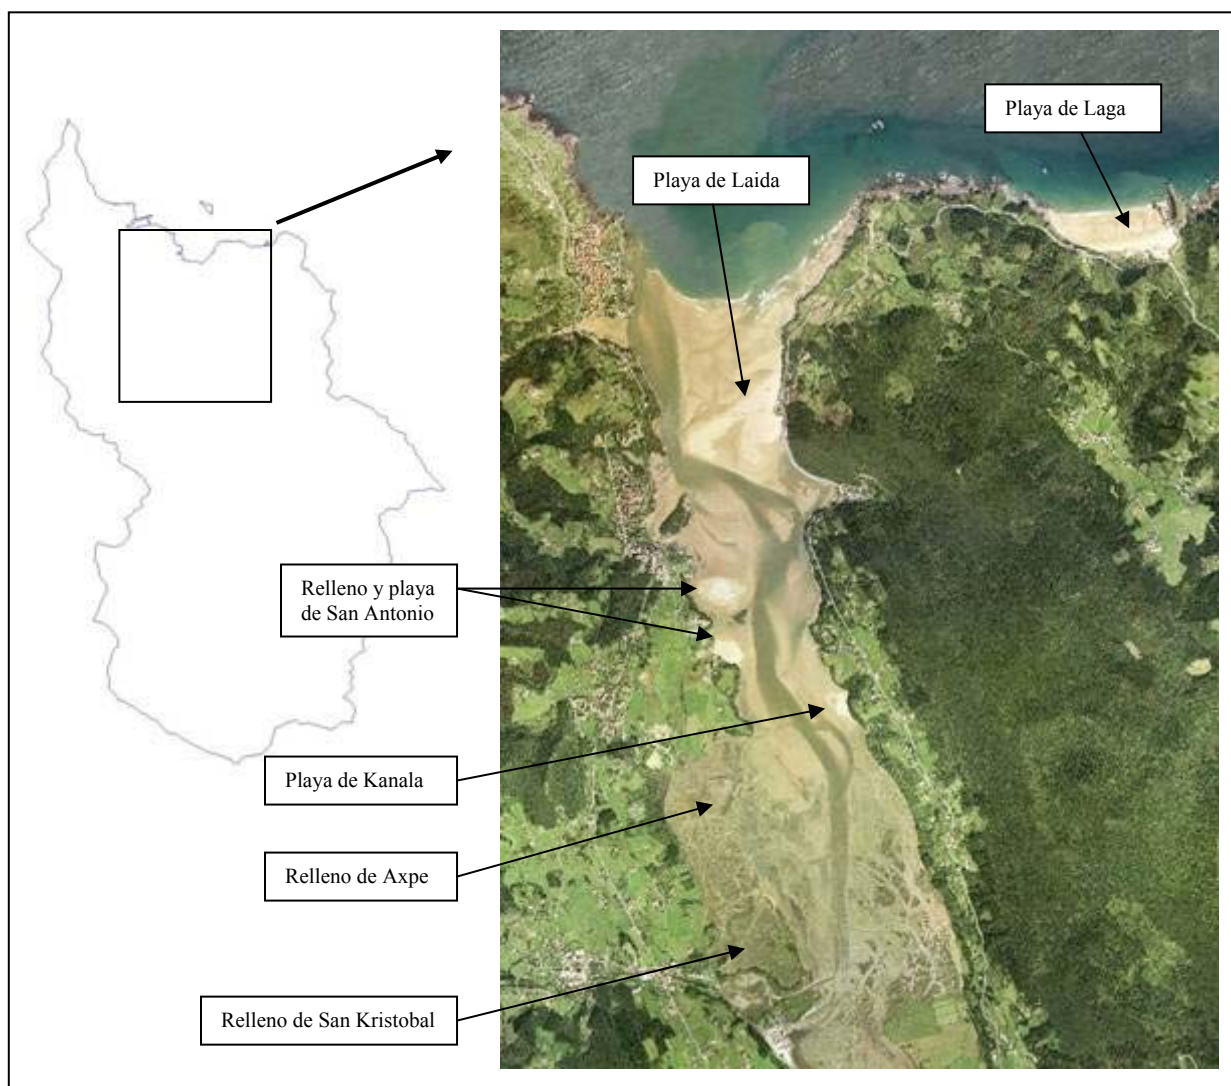 Playa de Laga
Playa de Laida
Relleno y playa
de San Antonio
Playa de Kanala
Relleno de Axpe
Relleno de San Kristobal